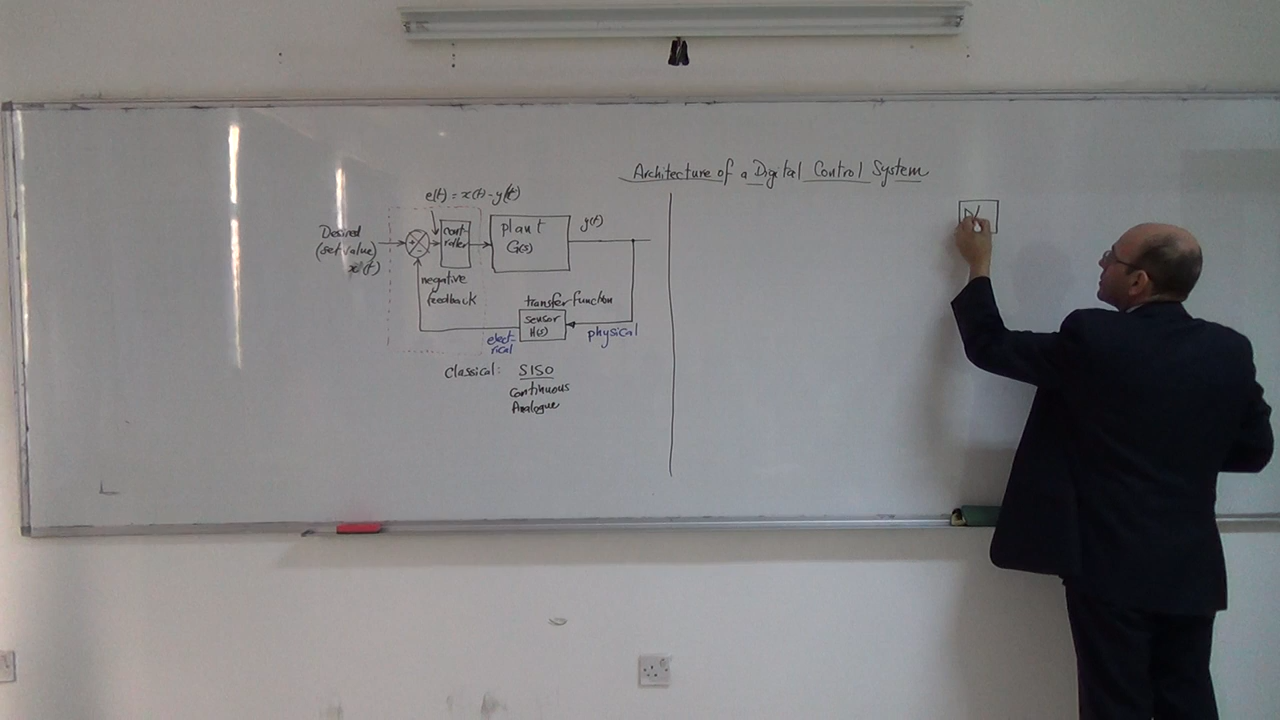 Architecture of a Digital Control System
e(t) = x(t) - y(t)
Desired
(set value)
x(t)
+
-
cont
roller
plant
G(s)
y(t)
negative
feedback
transfer function
sensor
H(s)
elect-
rical
physical
Classical: SISO
Continuous
Analogue